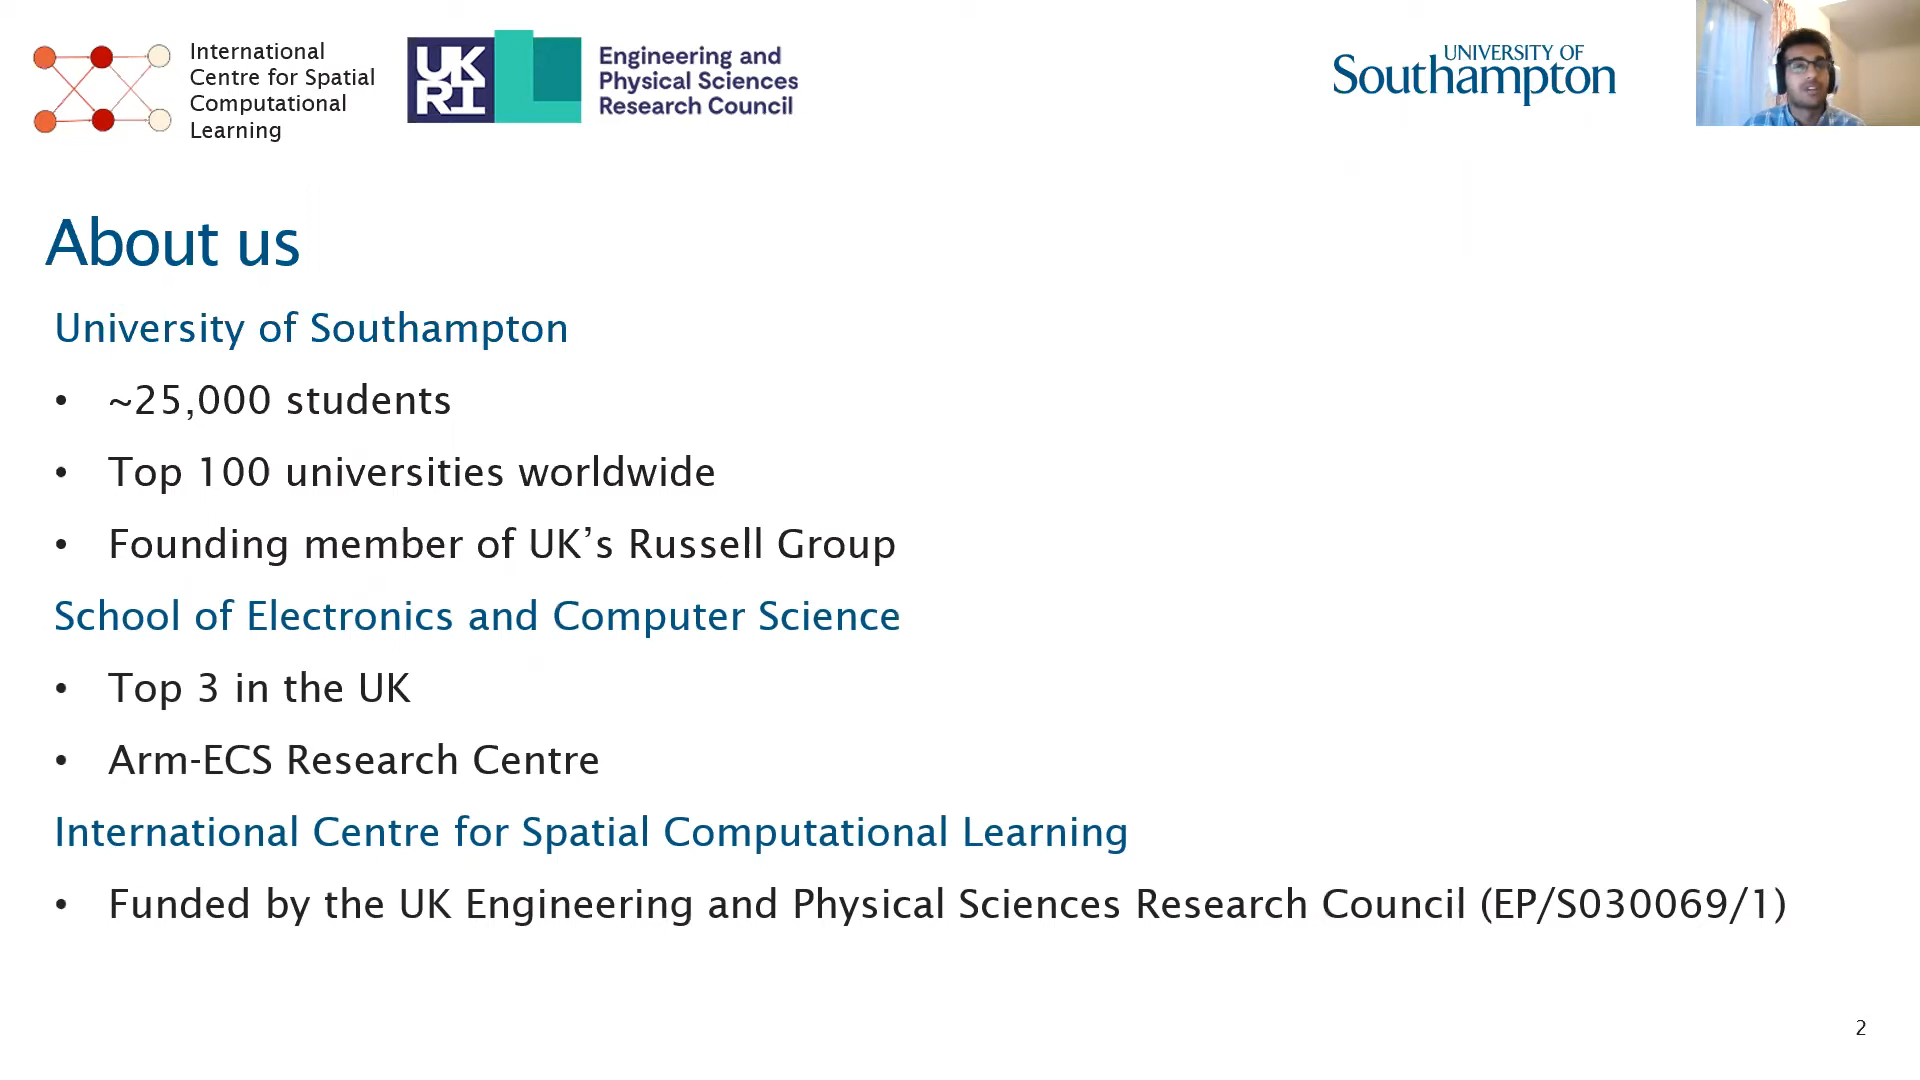 International
Centre for Spatial
Computational
Learning
UK
RI
Engineering and
Physical Sciences
Research Council
UNIVERSITY OF
Southampton
About us
University of Southampton
• ~25,000 students
• Top 100 universities worldwide
• Founding member of UK’s Russell Group
School of Electronics and Computer Science
• Top 3 in the UK
• Arm-ECS Research Centre
International Centre for Spatial Computational Learning
• Funded by the UK Engineering and Physical Sciences Research Council (EP/S030069/1)
2